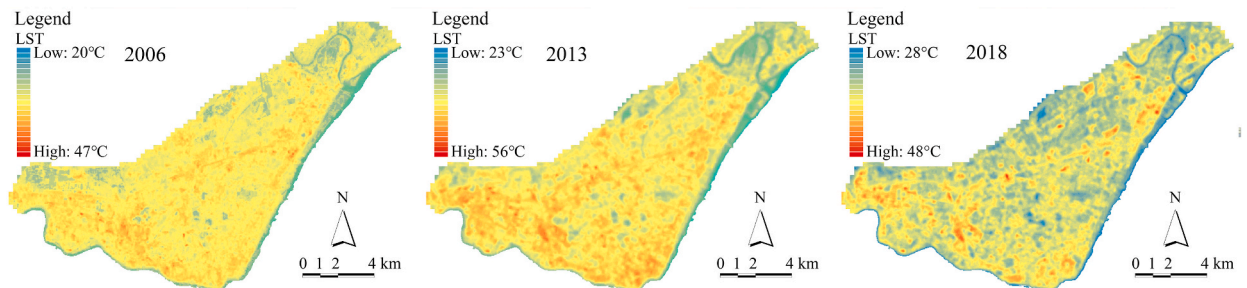 Legend
LST
Low: 20°C
2006
High: 47°C
N
0 1 2 4 km
Legend
LST
Low: 23°C
2013
High: 56°C
N
0 1 2 4 km
Legend
LST
Low: 28°C
2018
High: 48°C
N
0 1 2 4 km